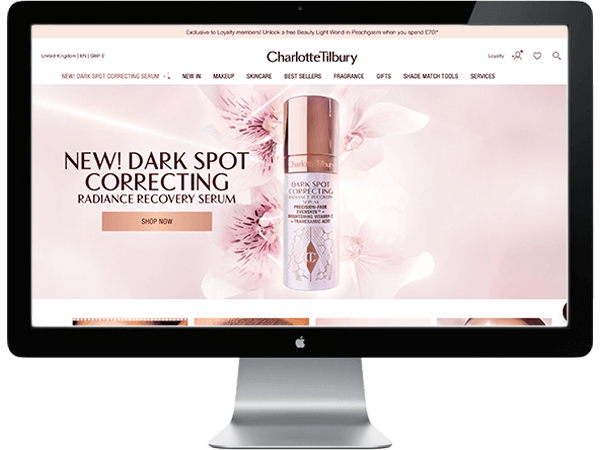 Exclusive to Loyalty members! Unlock a free Beauty Light Wand in Peachgasm when you spend £70!*
United Kingdom | EN | GBP £
CharlotteTilbury
Loyalty
NEW! DARK SPOT CORRECTING SERUM
NEW IN
MAKEUP
SKINCARE
BEST SELLERS
FRAGRANCE
GIFTS
SHADE MATCH TOOLS
SERVICES
NEW! DARK SPOT
CORRECTING
RADIANCE RECOVERY SERUM
SHOP NOW
Charlotte Tilbury
DARK SPOT
CORRECTING
RADIANCE RECOVERY
SERUM
PRECISION-FADE
EVENSKIN™ +
BRIGHTENING VITAMIN C
+ TRANEXAMIC ACID
CT